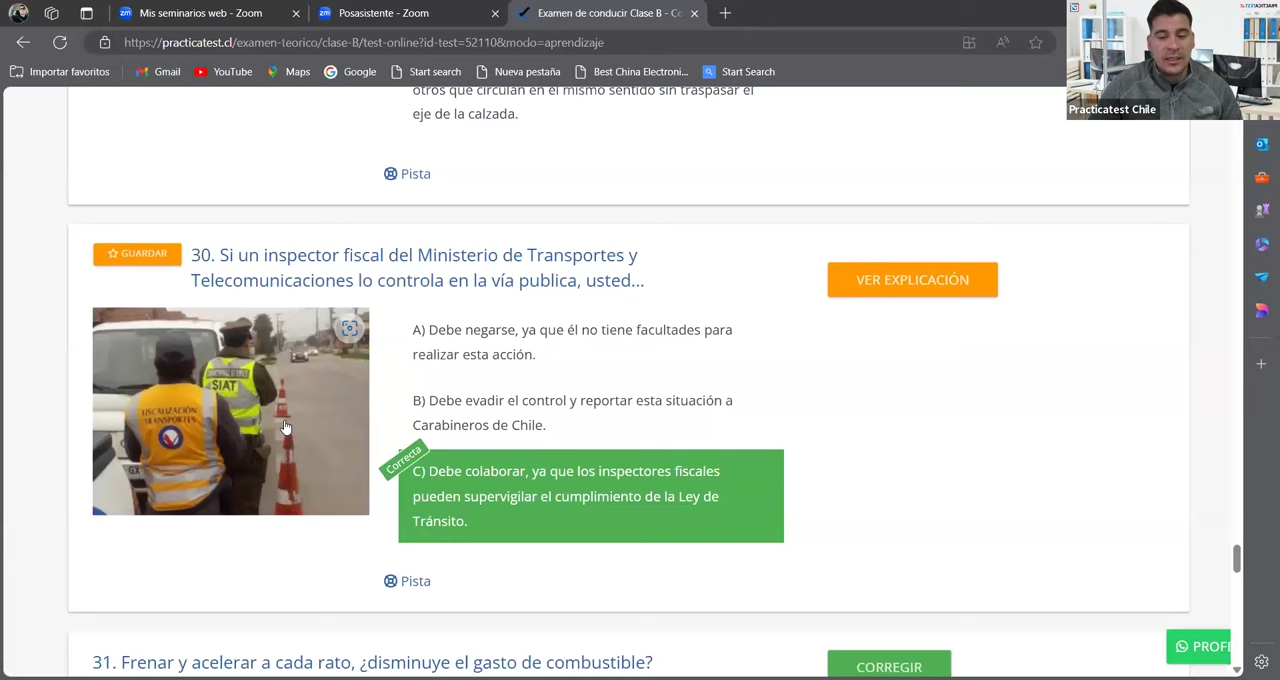 Mis seminarios web - Zoom
Posasistente - Zoom
Examen de conducir Clase B - Co
https://practicatest.cl/examen-teorico/clase-B/test-online?id-test=52110&modo=aprendizaje
Importar favoritos
Gmail
YouTube
Maps
Google
Start search
Nueva pestaña
Best China Electroni...
Start Search
Practicatest Chile
otros que circulan en el mismo sentido sin traspasar el
eje de la calzada.
Pista
GUARDAR
30. Si un inspector fiscal del Ministerio de Transportes y
Telecomunicaciones lo controla en la vía publica, usted...
VER EXPLICACIÓN
A) Debe negarse, ya que él no tiene facultades para
realizar esta acción.
B) Debe evadir el control y reportar esta situación a
Carabineros de Chile.
Correcta
C) Debe colaborar, ya que los inspectores fiscales
pueden supervigilar el cumplimiento de la Ley de
Tránsito.
SIAT
FISCALIZACIÓN
TRANSPORTES
Pista
31. Frenar y acelerar a cada rato, ¿disminuye el gasto de combustible?
CORREGIR
PROFE